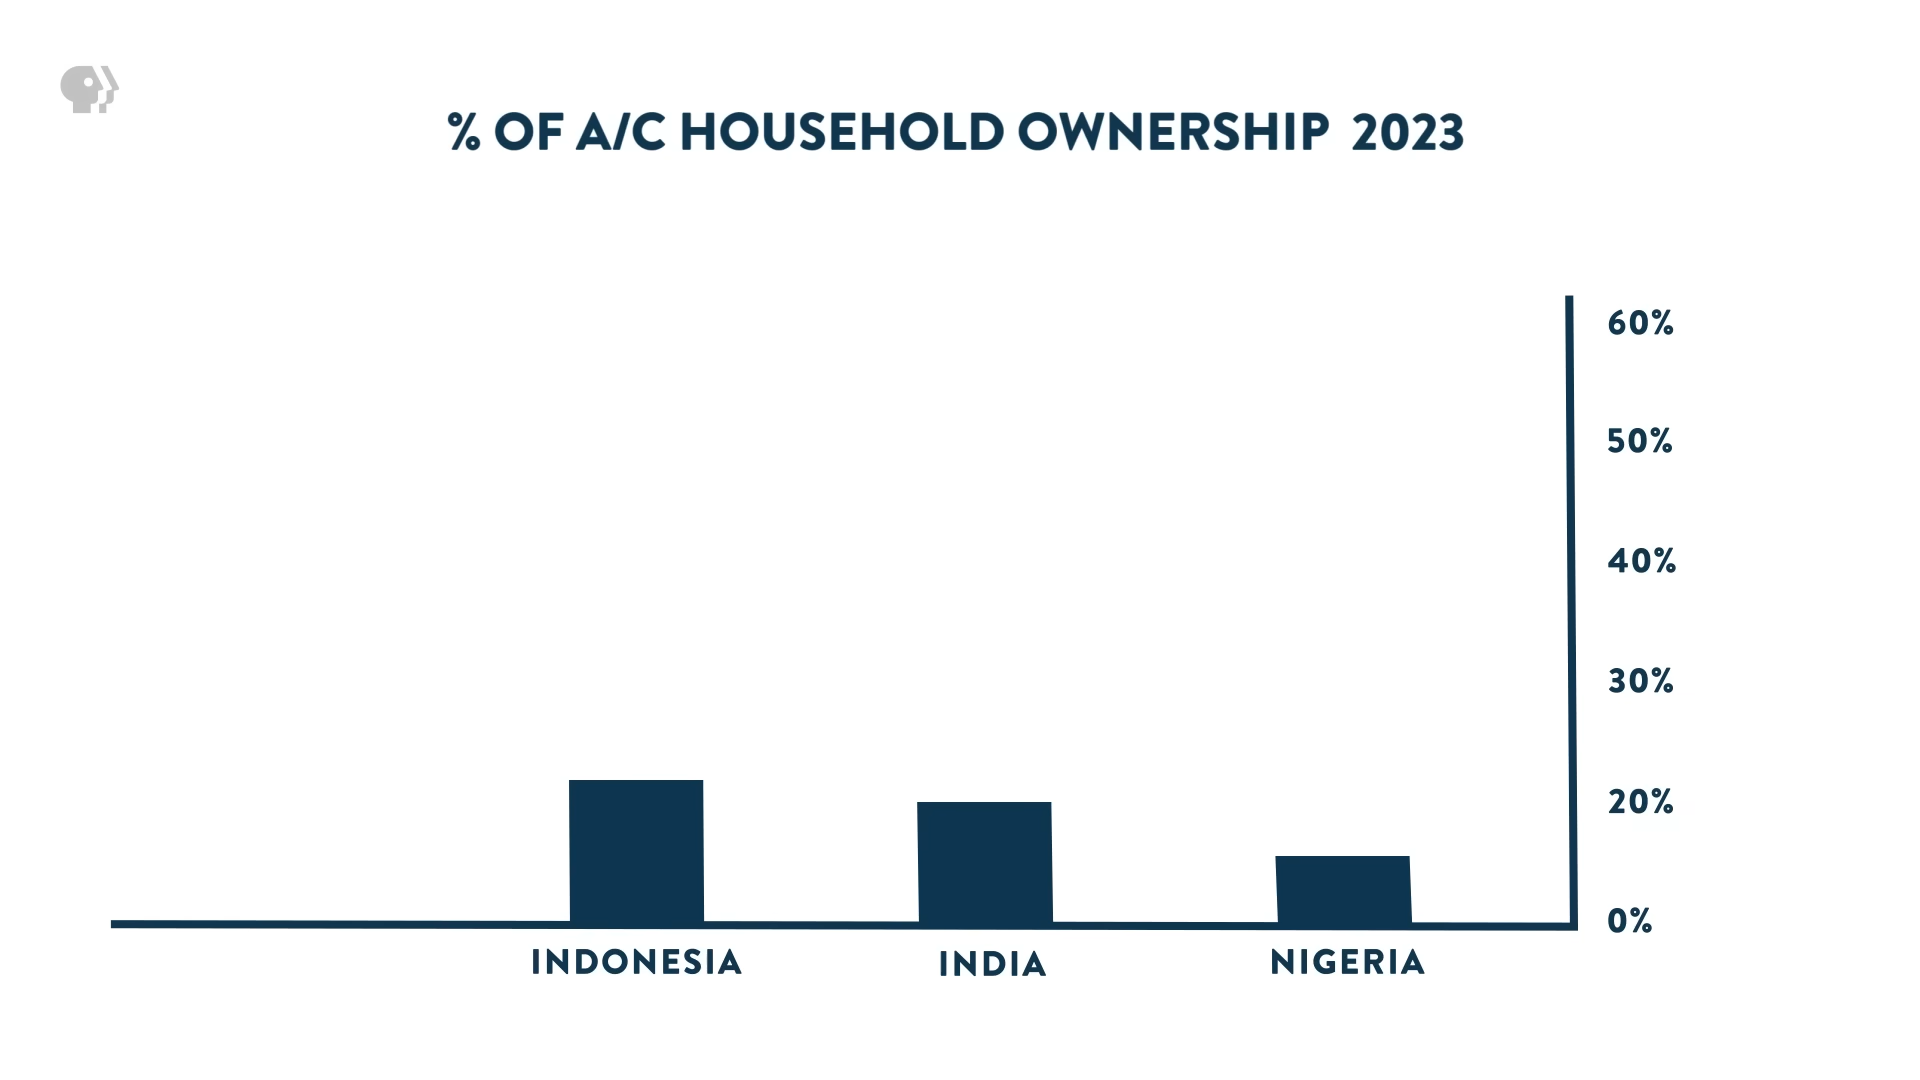 % OF A/C HOUSEHOLD OWNERSHIP 2023
60%
50%
40%
30%
20%
0%
INDONESIA
INDIA
NIGERIA